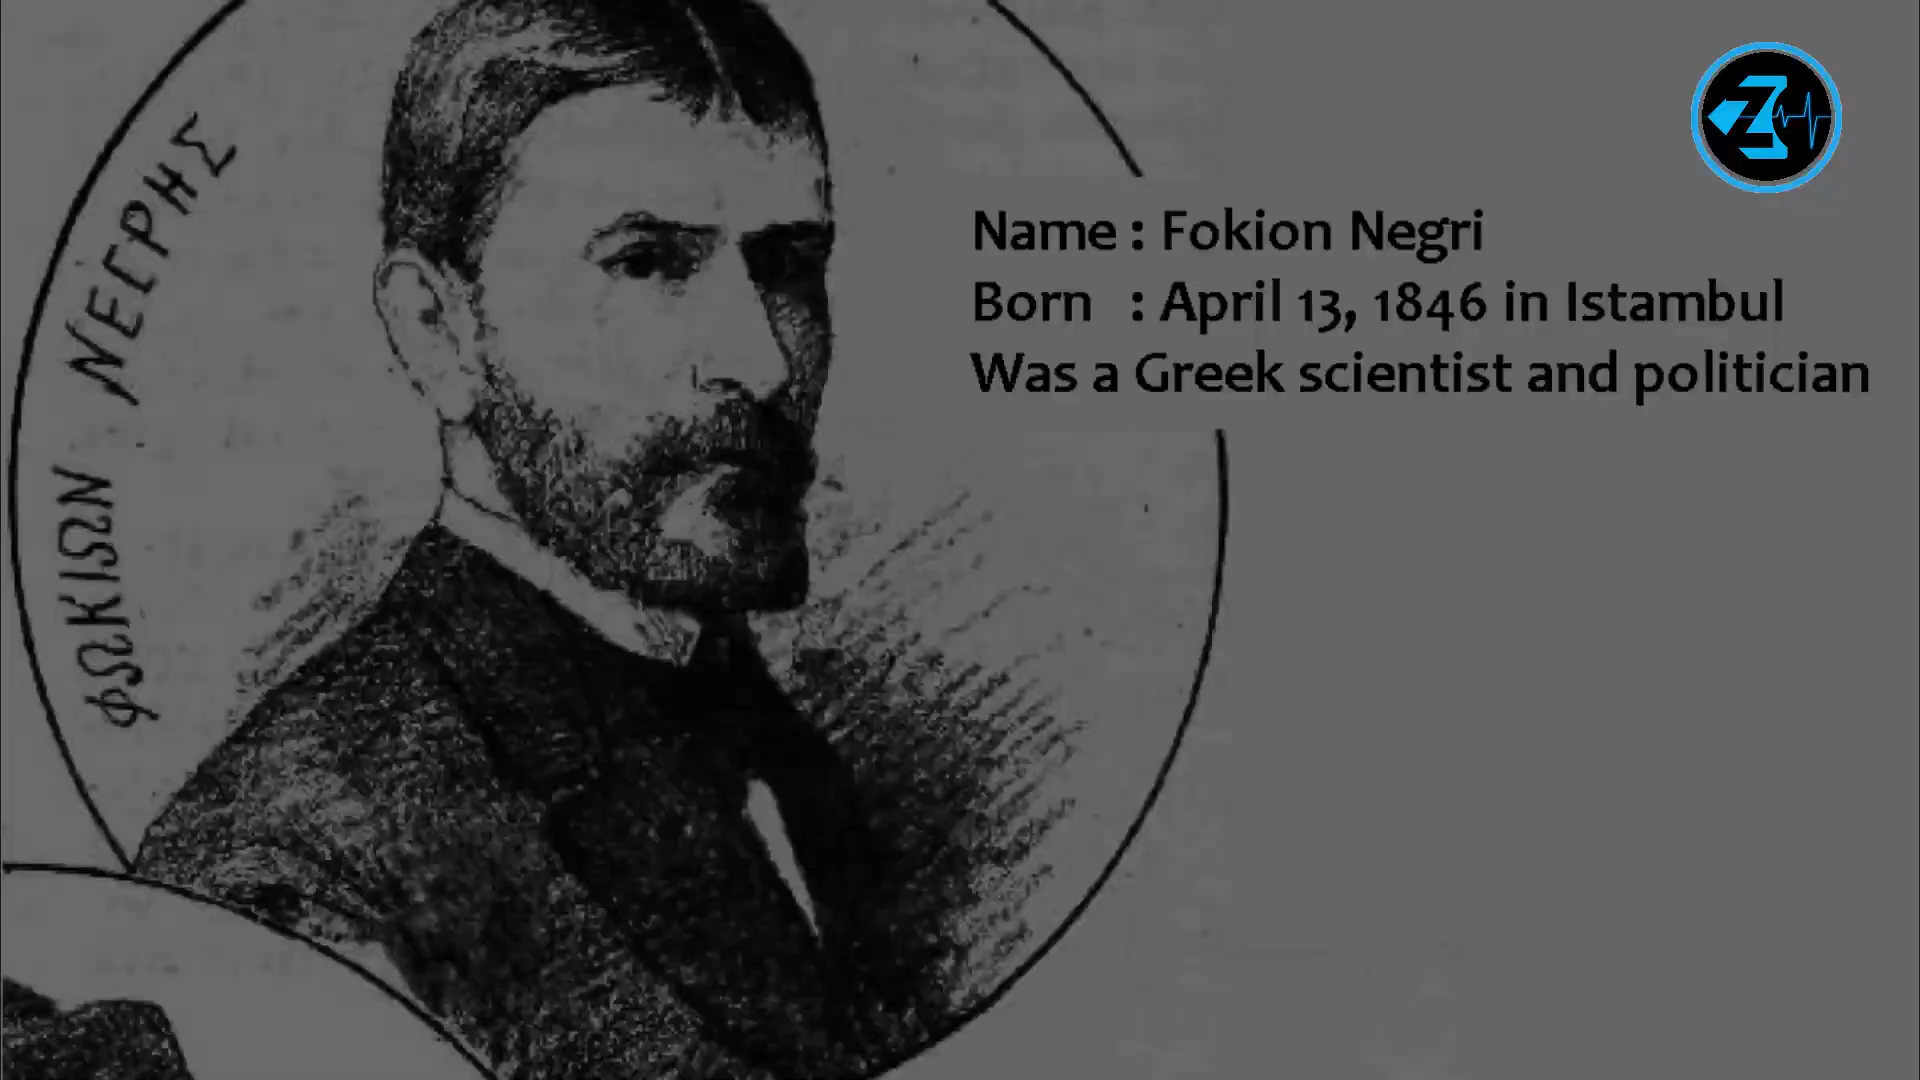 ΦΩΚΙΩΝ ΝΕΓΡΗΣ
Name : Fokion Negri
Born : April 13, 1846 in Istambul
Was a Greek scientist and politician